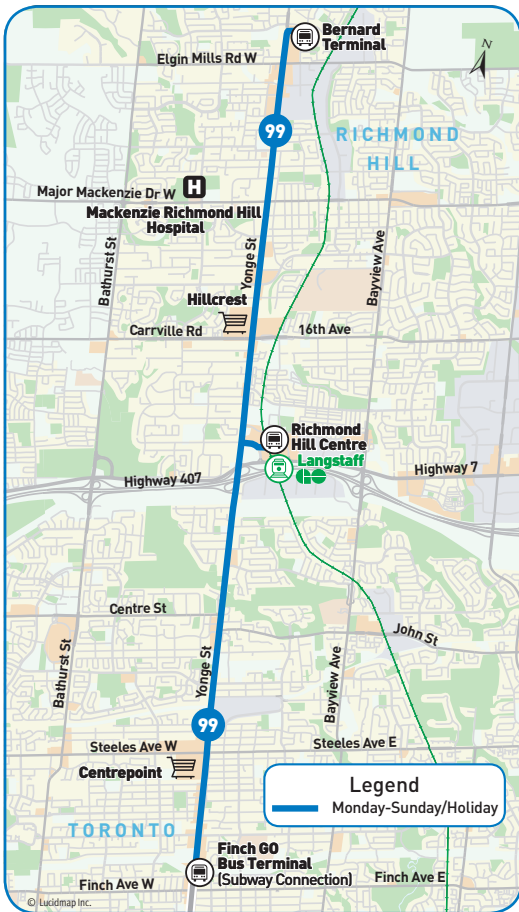 Bernard
Terminal
N
Elgin Mills Rd W
99
RICHMOND
HILL
H
Major Mackenzie Dr W
Mackenzie Richmond Hill
Hospital
Bathurst St
Yonge St
Bayview Ave
Hillcrest
Carrville Rd
16th Ave
Richmond
Hill Centre
Langstaff
GO
Highway 7
Highway 407
Centre St
John St
Bathurst St
Yonge St
Bayview Ave
99
Steeles Ave W
Steeles Ave E
Centrepoint
Legend
Monday-Sunday/Holiday
TORONTO
Finch GO
Bus Terminal
(Subway Connection)
Finch Ave W
Finch Ave E
© Lucidmap Inc.